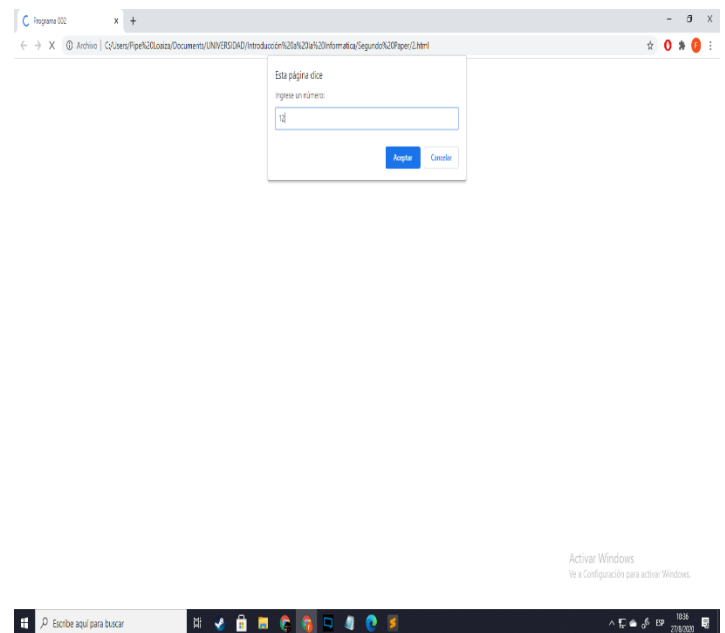 Programa 002
Archivo | C:/Users/Pipe%20Loaiza/Documents/UNIVERSIDAD/Introducción%20a%20la%20Informatica/Segundo%20Paper/2.html
Esta página dice
Ingrese un número:
12
Aceptar Cancelar
Activar Windows
Ve a Configuración para activar Windows.
Escribe aquí para buscar
ESP
10:36
27/8/2020